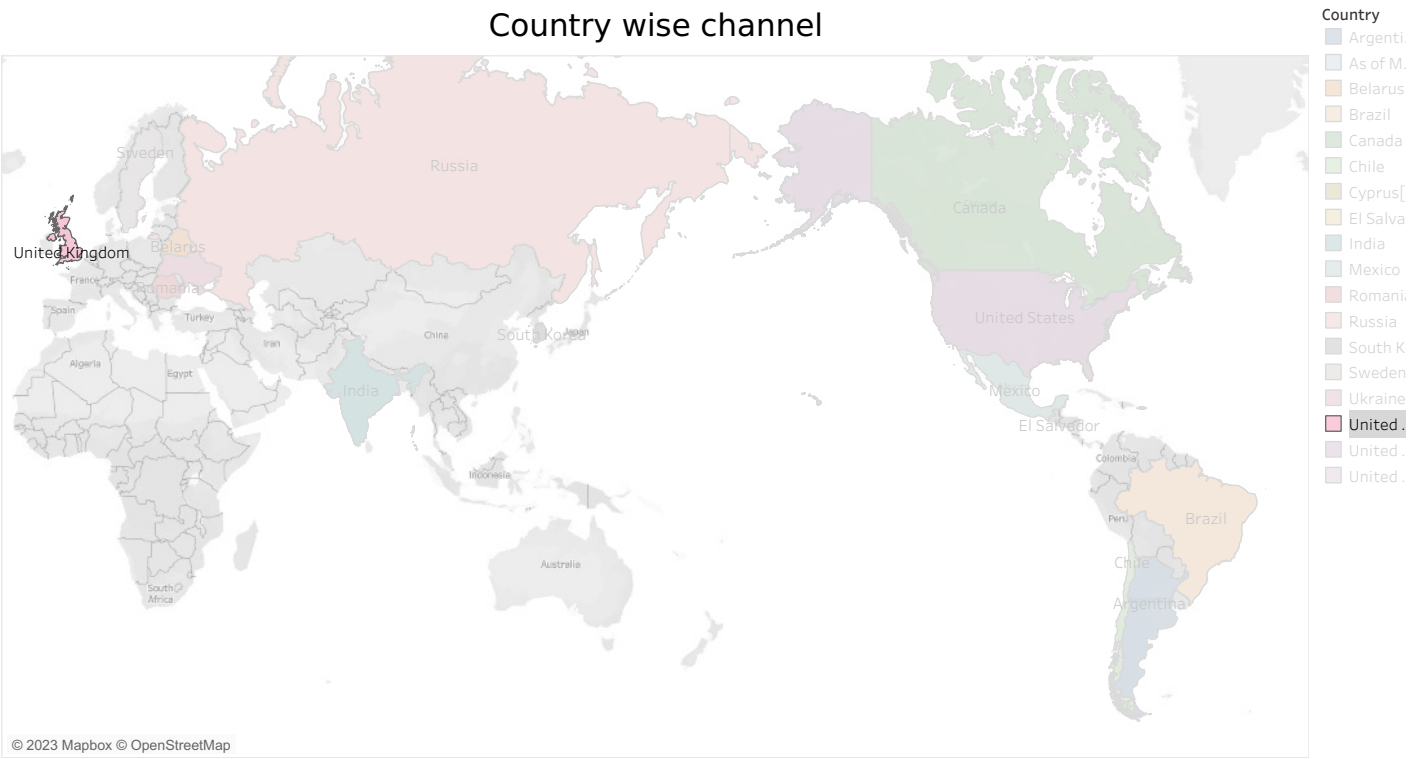 Country wise channel
Country
Argenti..
As of M..
Belarus
Brazil
Canada
Chile
Cyprus[
El Salva
India
Mexico
Romania
Russia
South K
Sweden
Ukraine
United ..
United ..
United ..
Sweden
Russia
Canada
United Kingdom
Belarus
France
Romania
Spain
Turkey
United States
China
South Korea
Japan
Iran
Algeria
Egypt
India
Mexico
El Salvador
Colombia
Indonesia
Peru
Brazil
Chile
Australia
South
Africa
Argentina
© 2023 Mapbox © OpenStreetMap